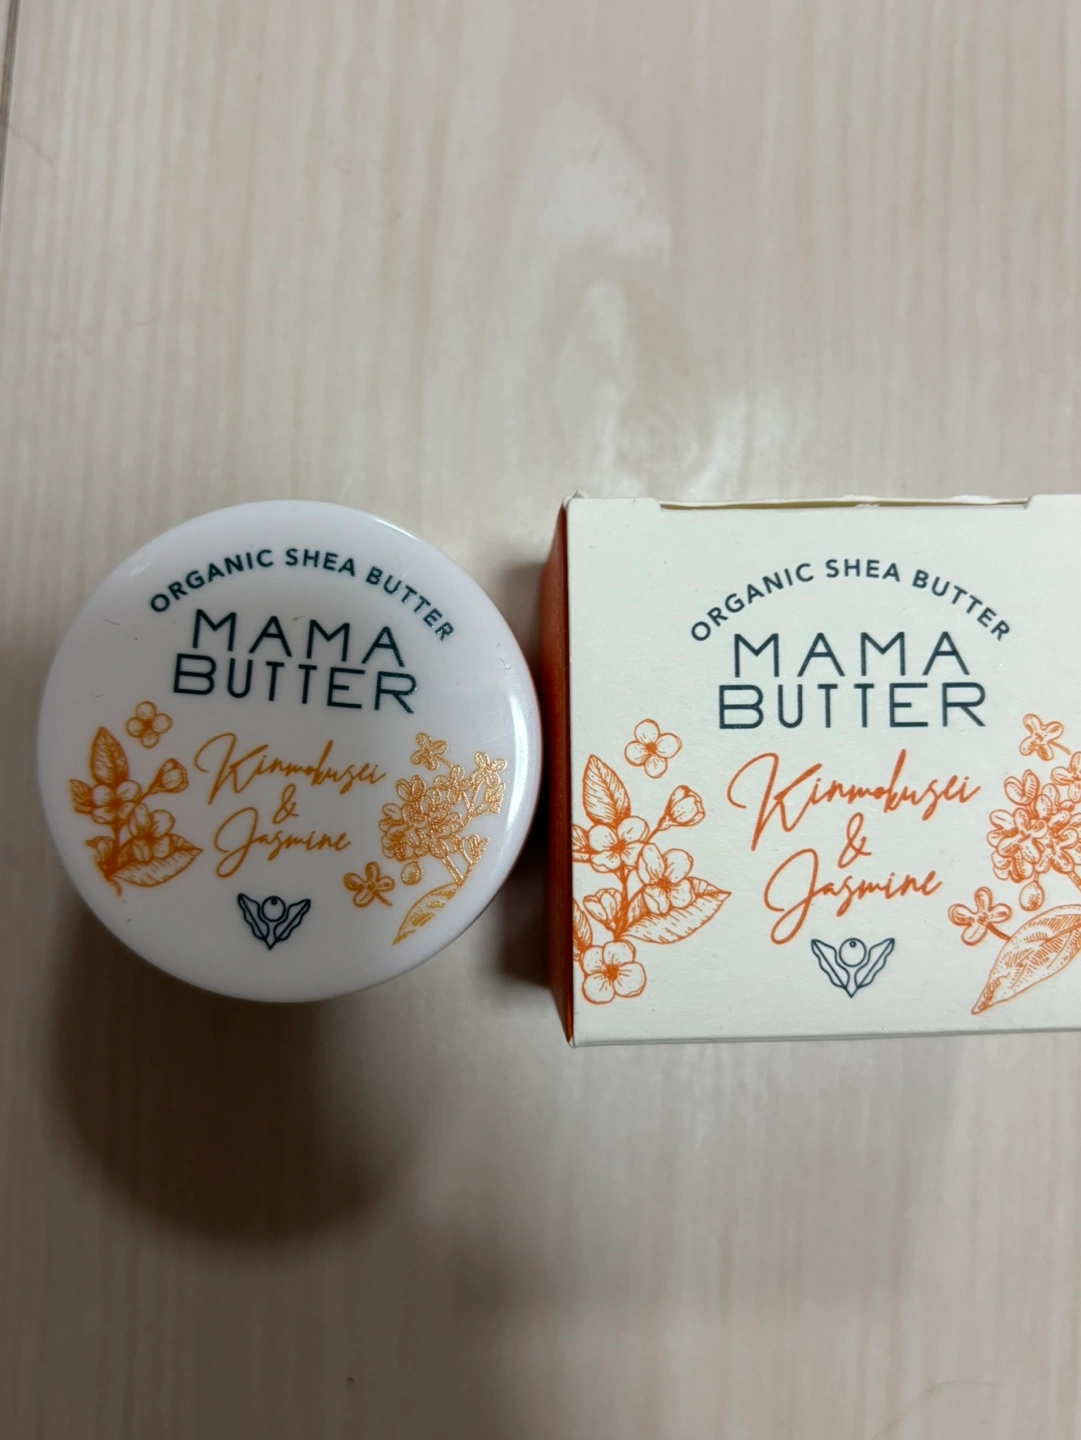 ORGANIC SHEA BUTTER
MAMA
BUTTER
Kinmokusei
&
Jasmine
ORGANIC SHEA BUTTER
MAMA
BUTTER
Kinmokusei
&
Jasmine